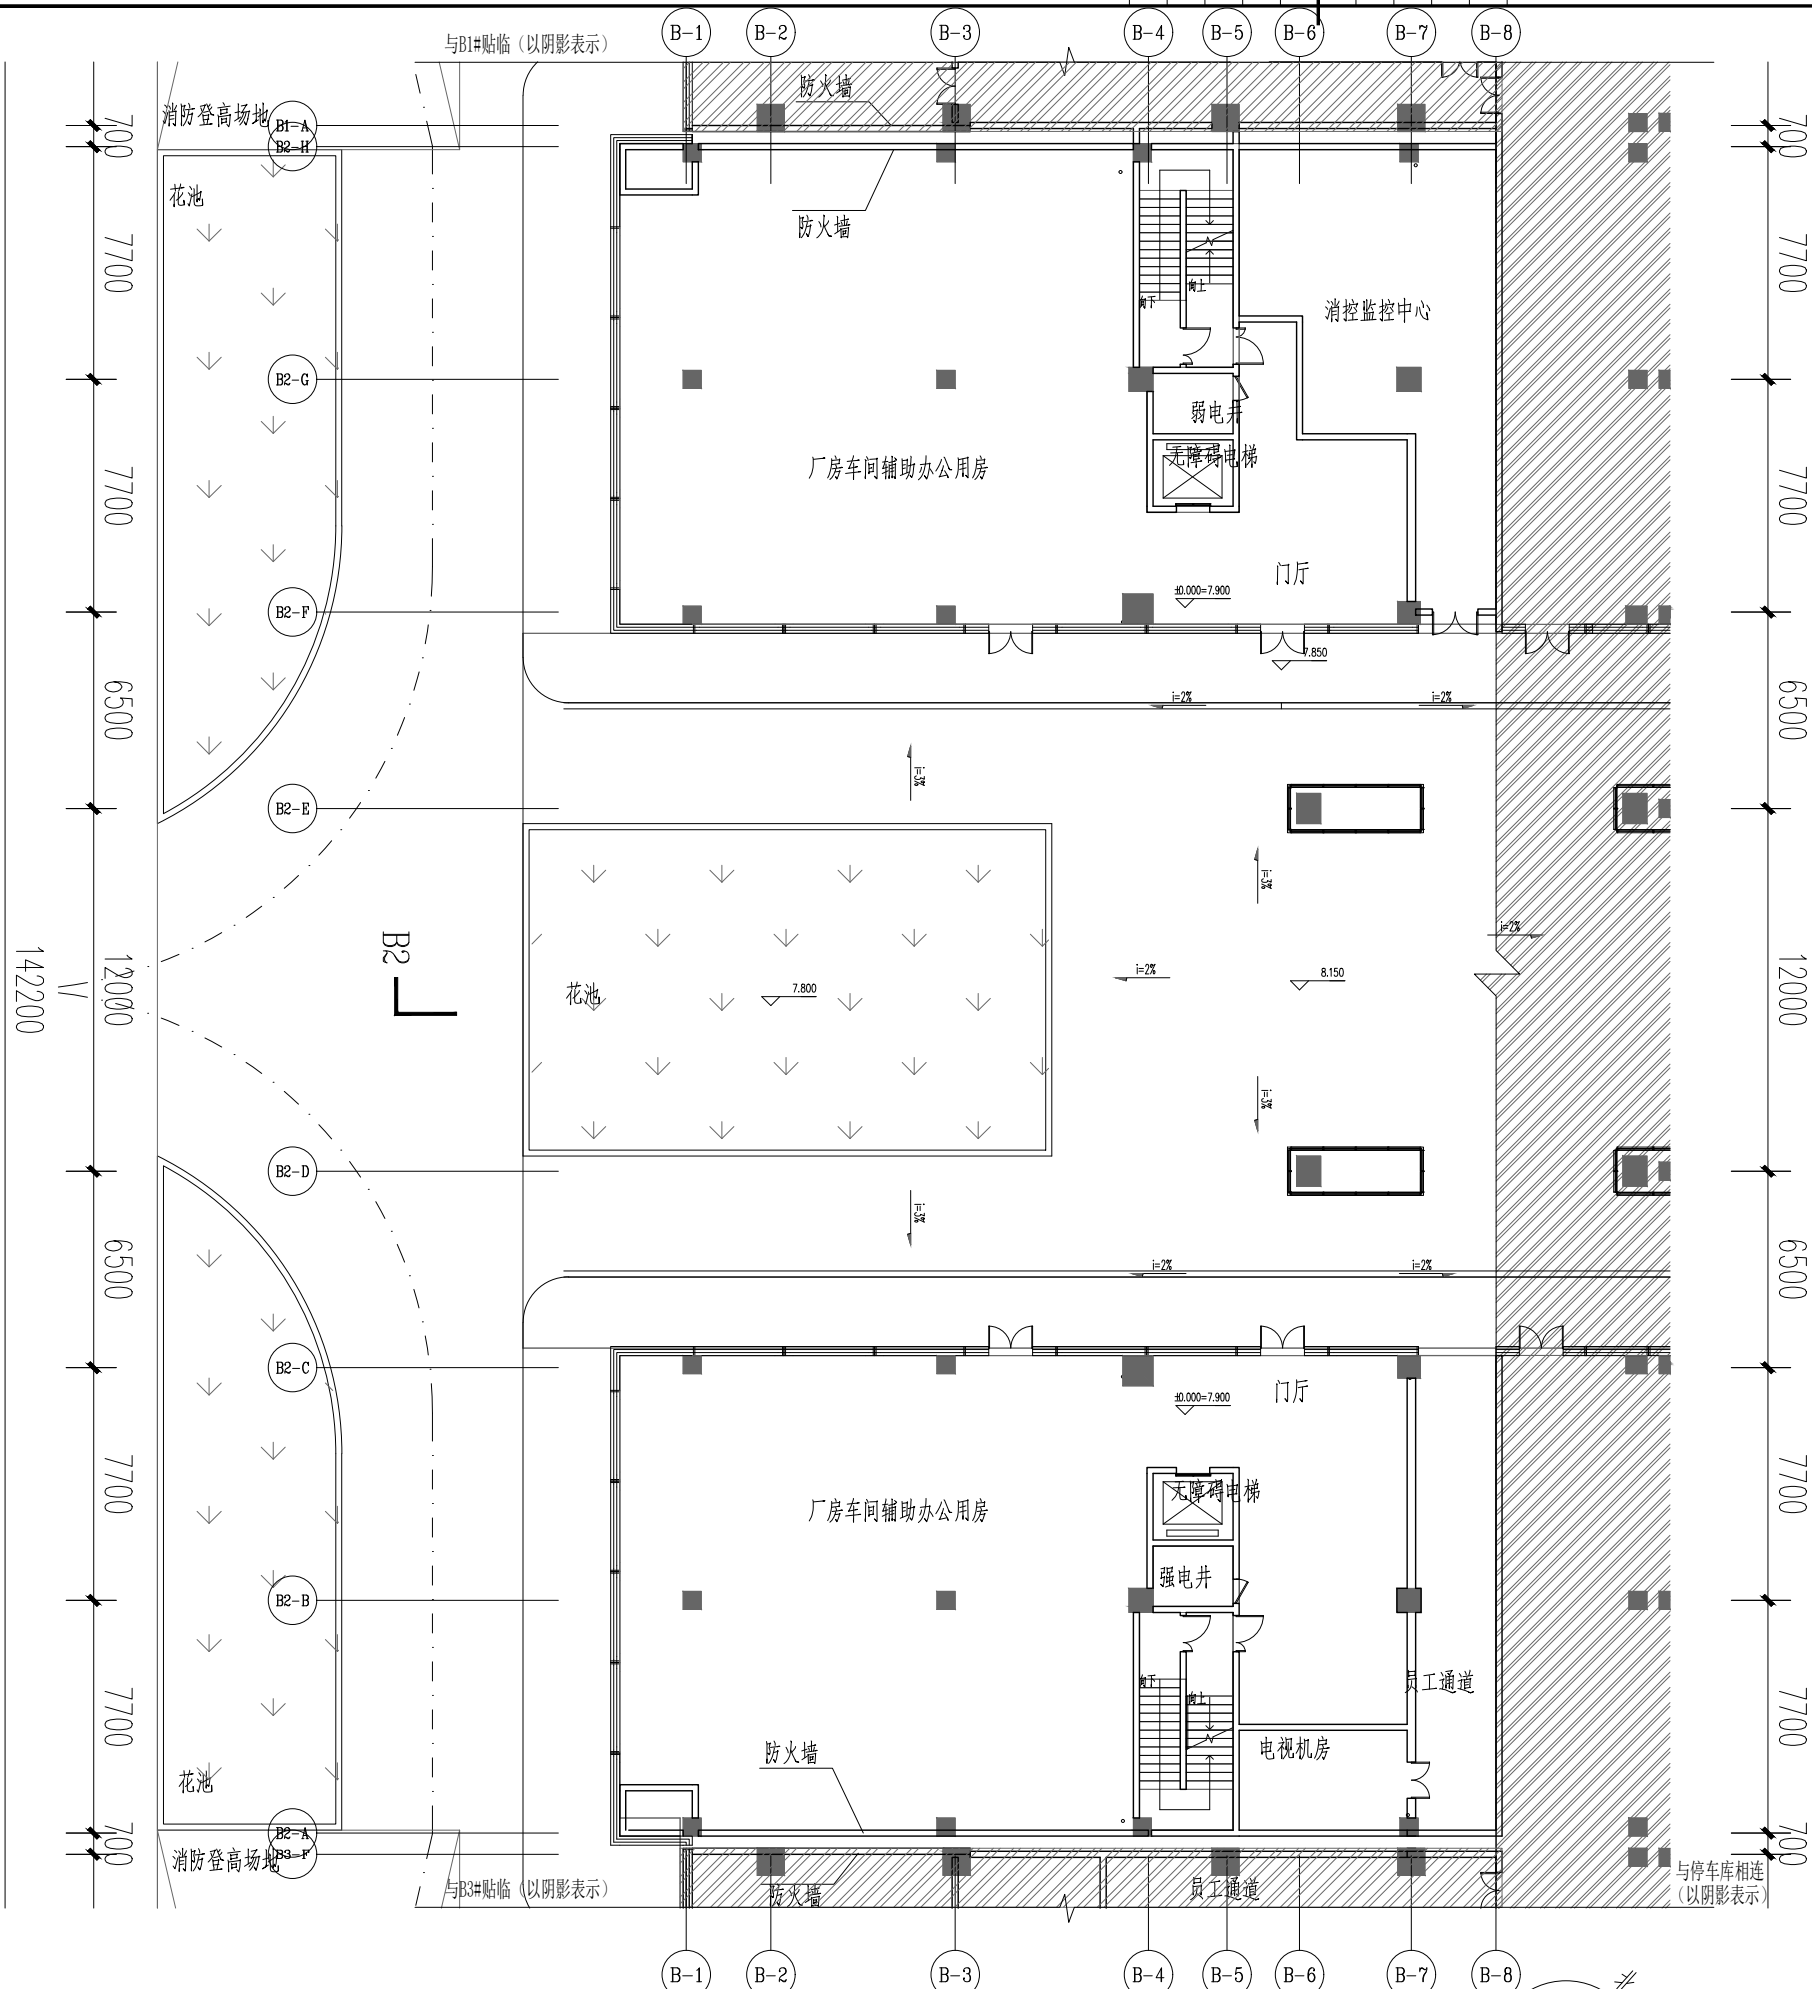 B-1 B-2 B-3 B-4 B-5 B-6 B-7 B-8
与B1#贴临（以阴影表示）
防火墙
消防登高场地
B1-A
B2-H
700
700
花池
防火墙
7700
7700
向下
向上
消控监控中心
B2-G
弱电井
无障碍电梯
厂房车间辅助办公用房
7700
7700
门厅
±0.000=7.900
B2-F
7.850
6500
6500
i=2%
i=2%
i=3%
B2-E
i=3%
i=2%
B2
142200
12000
12000
花池
7.800
i=2%
8.150
i=3%
B2-D
i=3%
6500
6500
i=2%
i=2%
B2-C
门厅
±0.000=7.900
7700
7700
无障碍电梯
厂房车间辅助办公用房
强电井
B2-B
向下
向上
员工通道
7700
7700
防火墙
电视机房
花池
B2-A
B3-F
700
700
消防登高场地
与B3#贴临（以阴影表示）
防火墙
员工通道
与停车库相连
（以阴影表示）
B-1 B-2 B-3 B-4 B-5 B-6 B-7 B-8